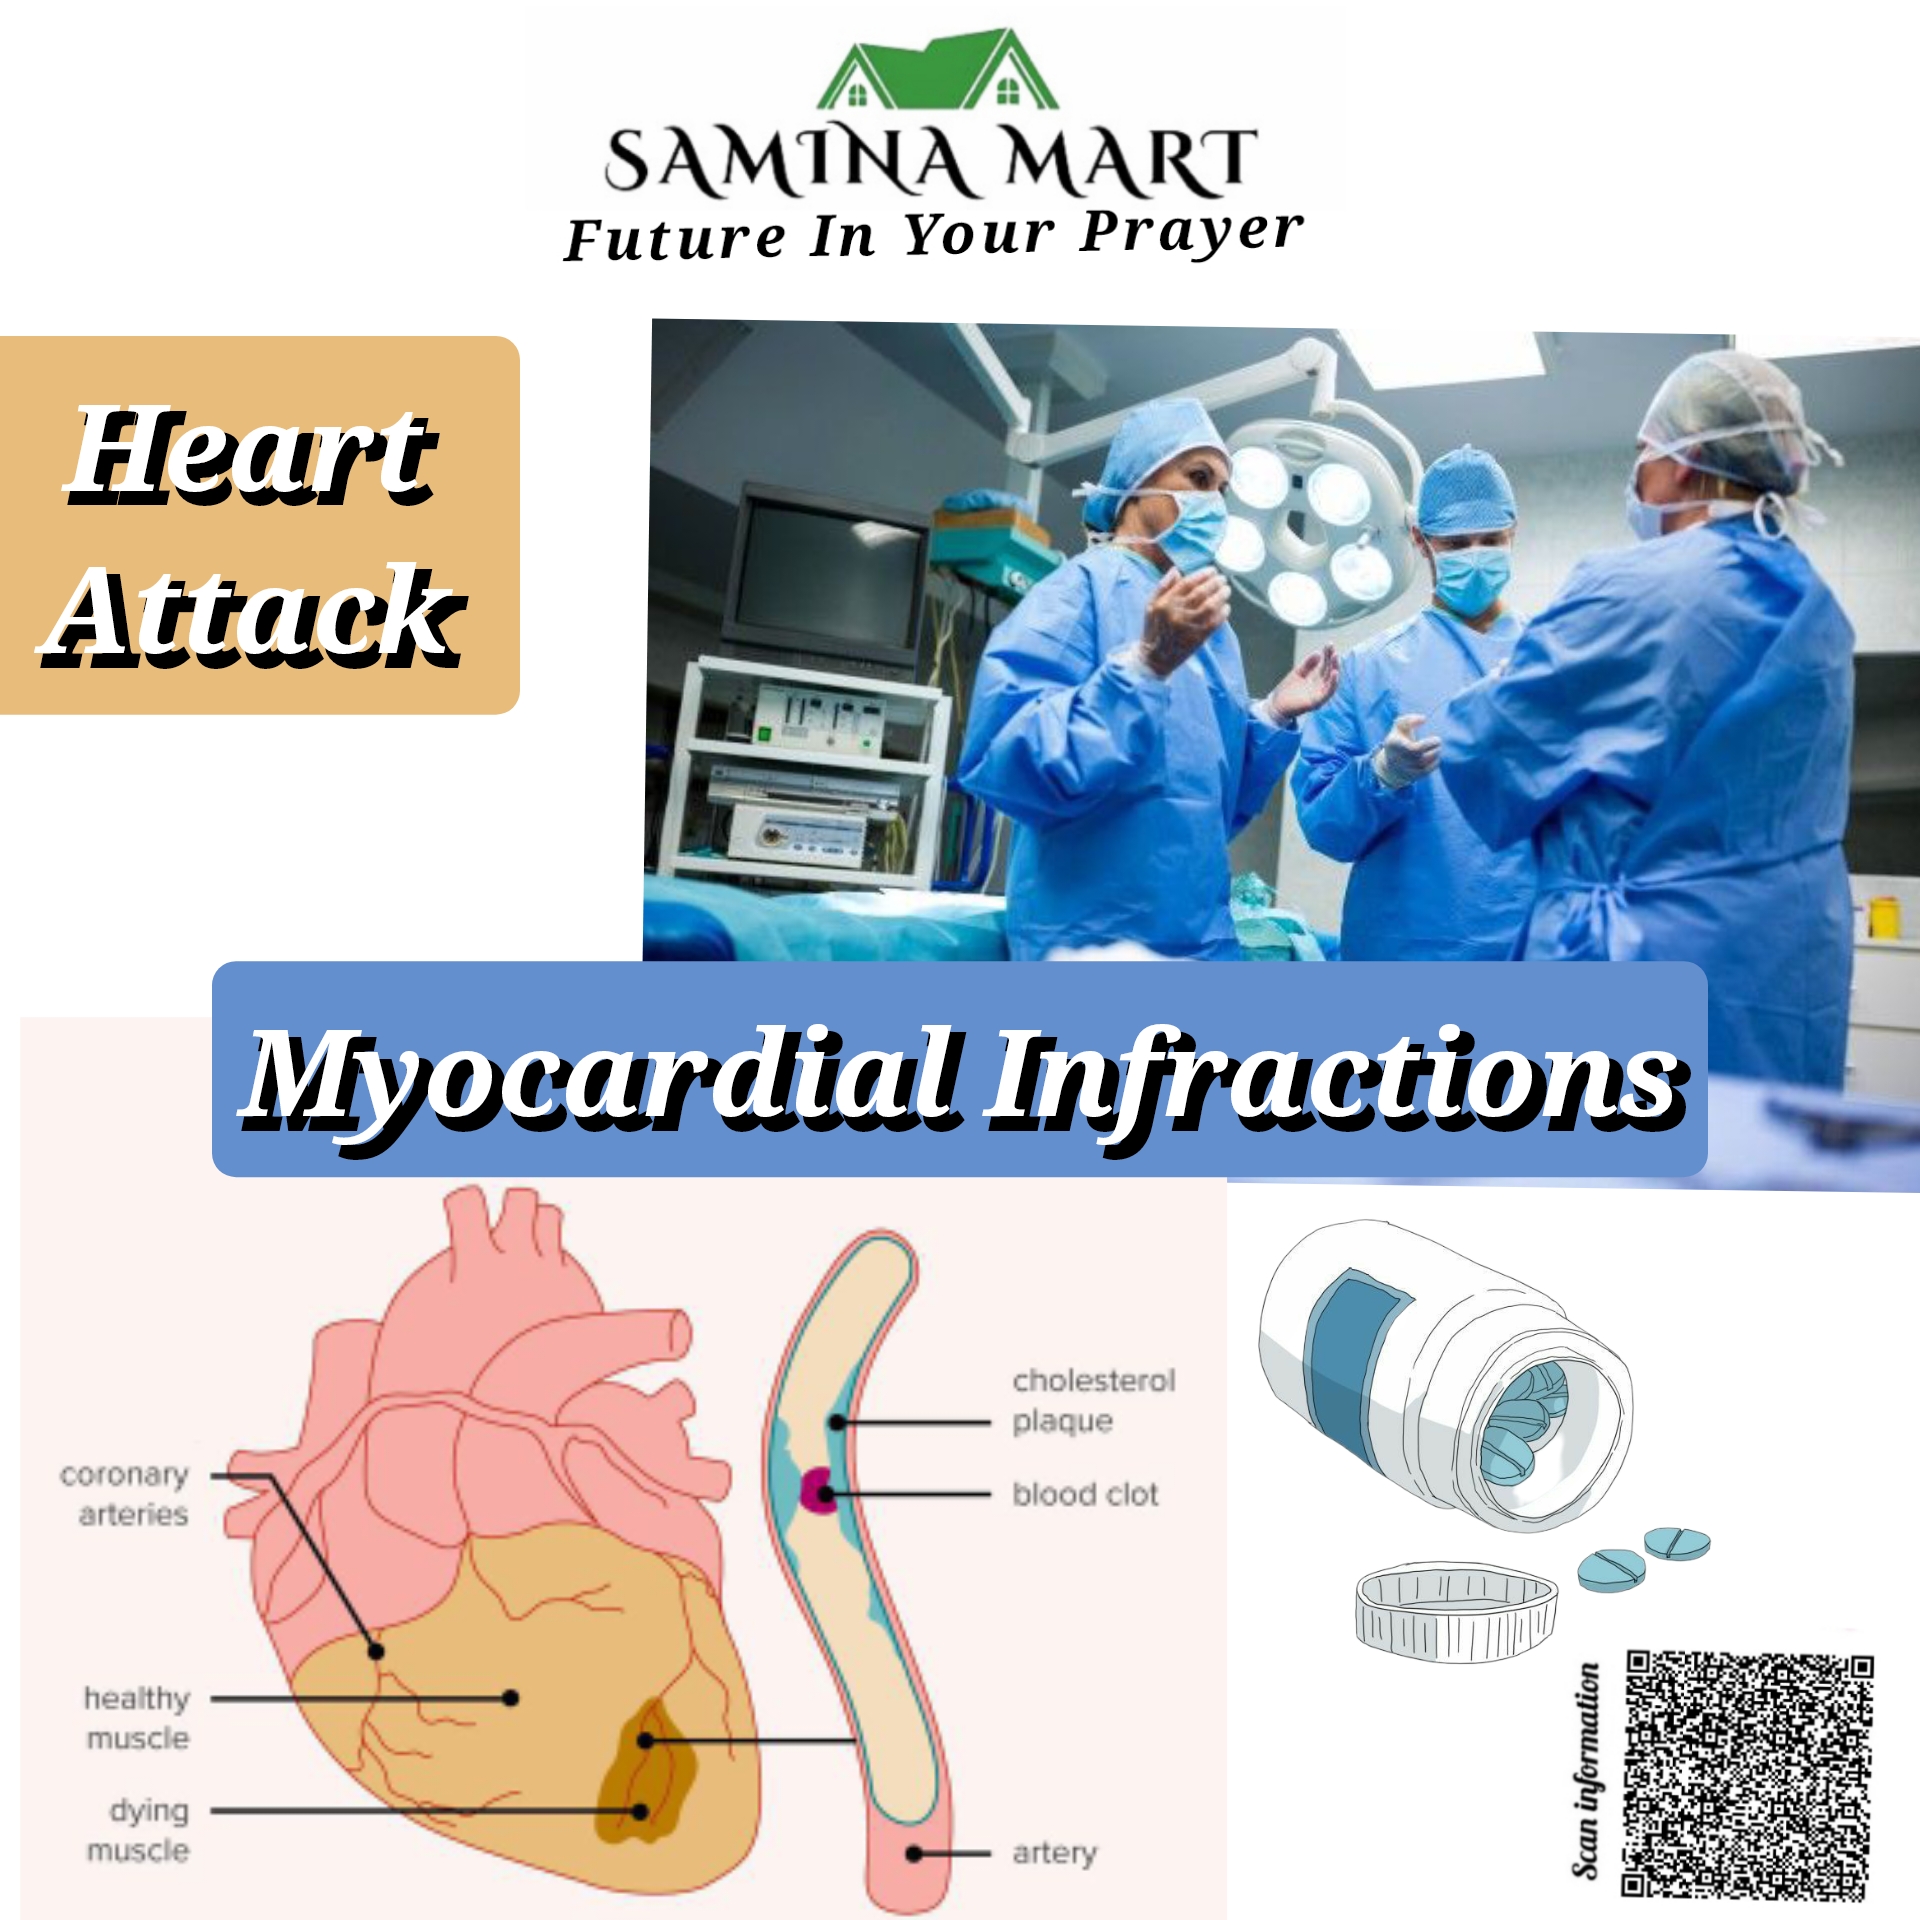 SAMINA MART
Future In Your Prayer
Heart
Attack
Myocardial Infractions
coronary
arteries
healthy
muscle
dying
muscle
cholesterol
plaque
blood clot
artery
Scan information